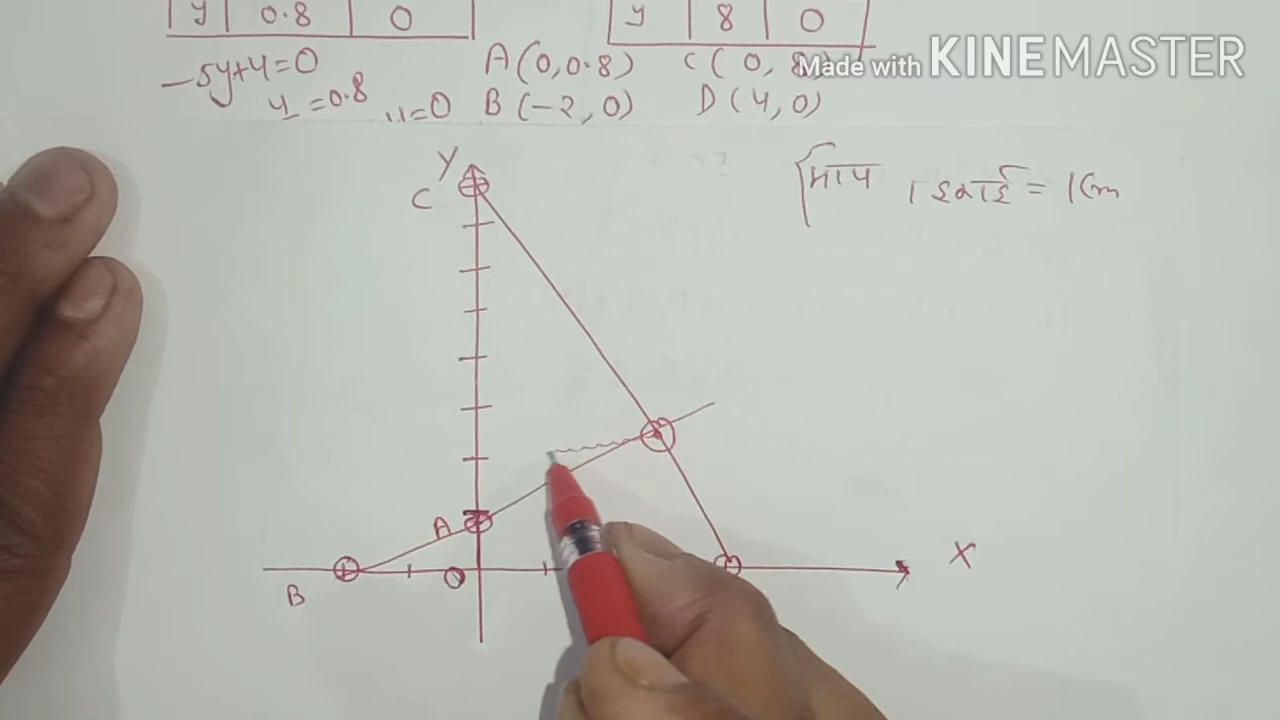 y 0.8 0
y 8 0
-5y+4=0 A(0,0.8) C(0,8)
Made with KINEMASTER
y=0.8 y=0 B(-2,0) D(4,0)
Y
C
माप 1 इकाई = 1Cm
A
B
O
X